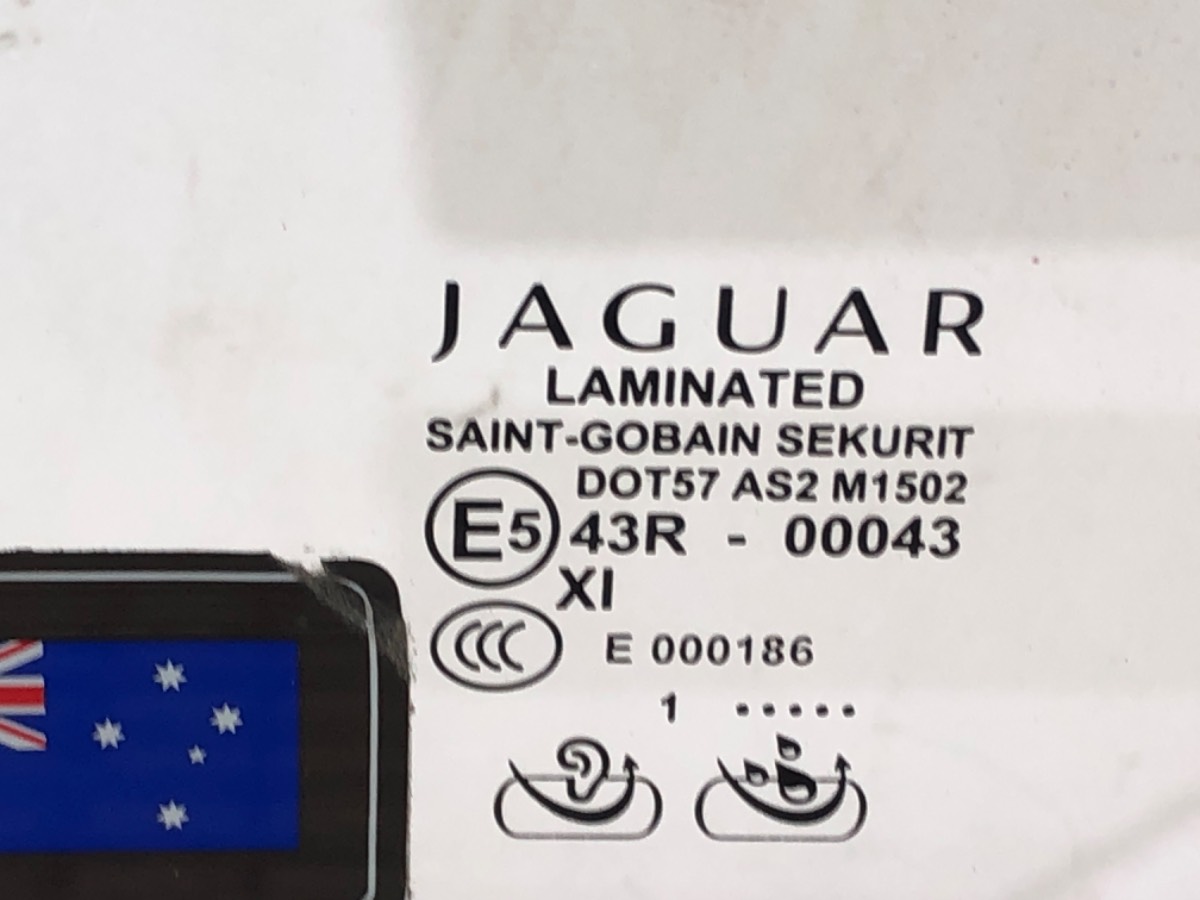 JAGUAR
LAMINATED
SAINT-GOBAIN SEKURIT
DOT57 AS2 M1502
E5 43R - 00043
XI
CCC E 000186
1 .....